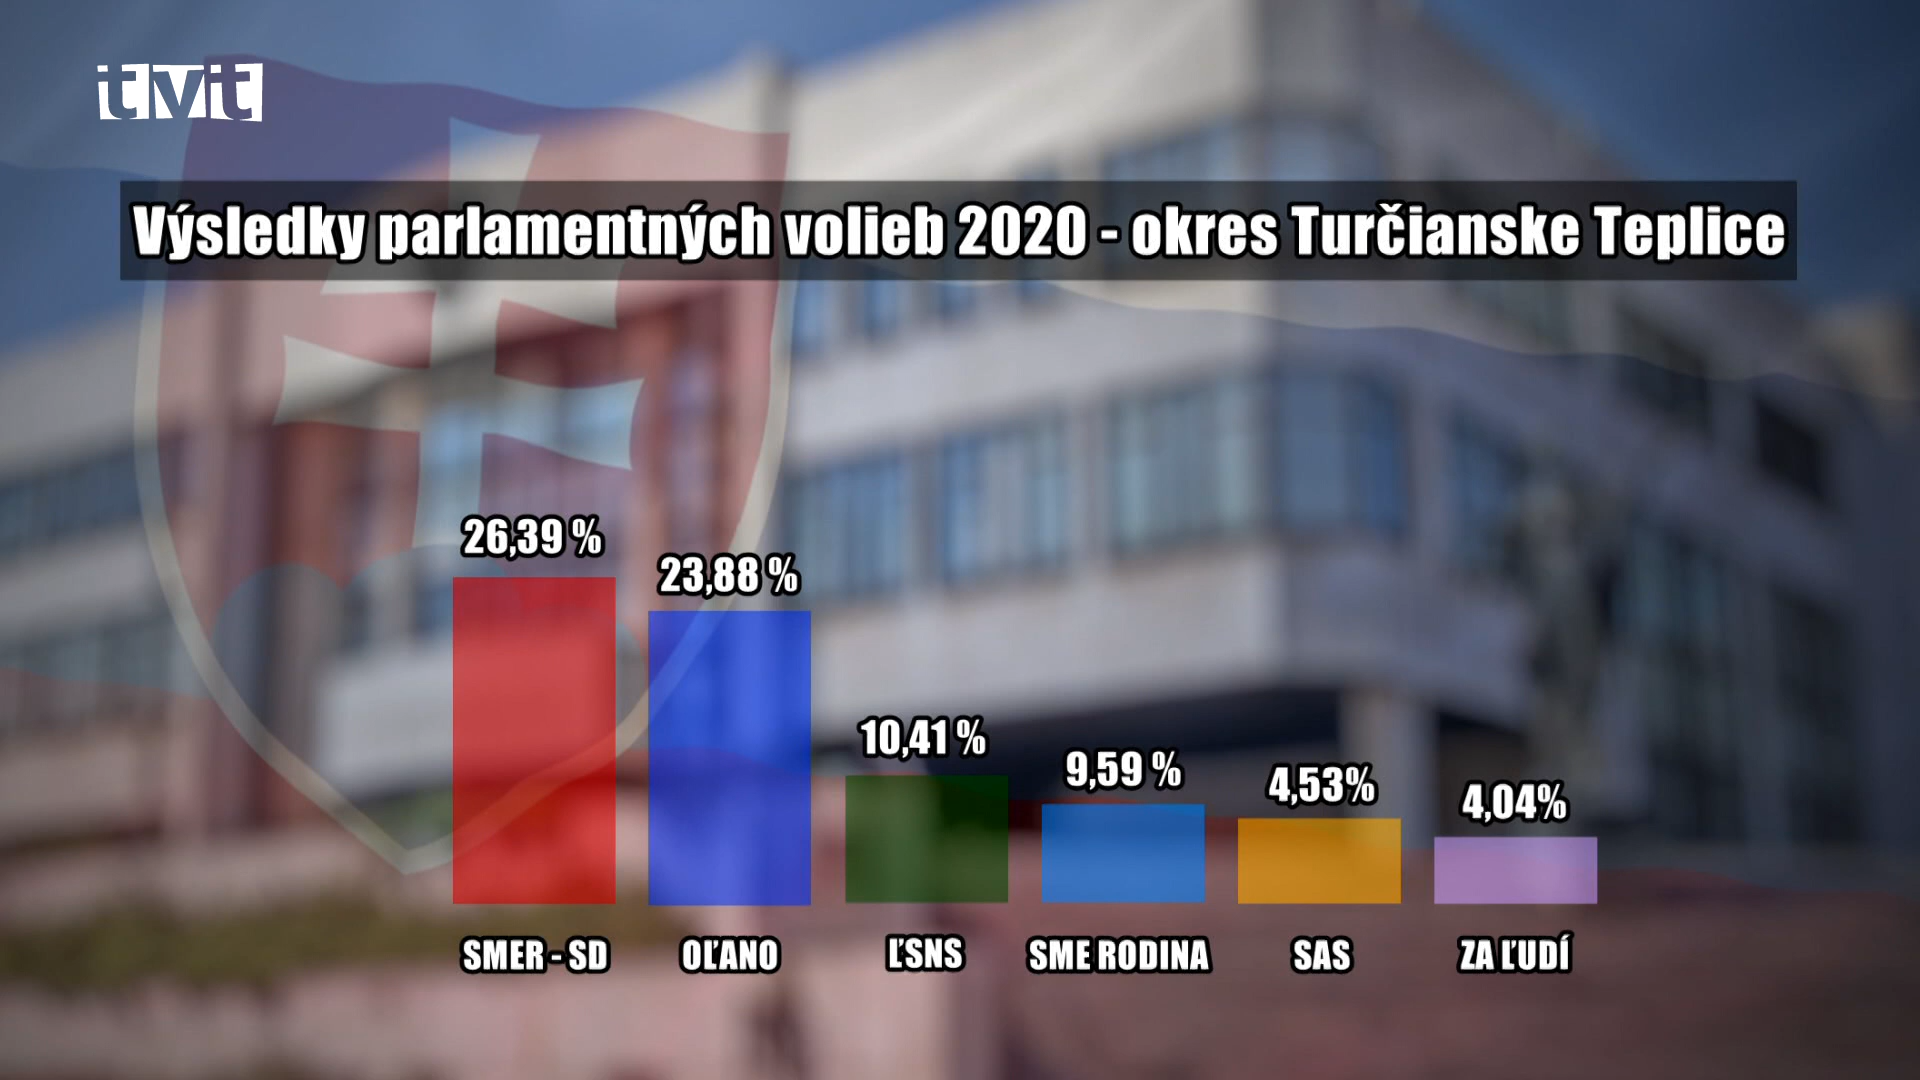 tvit
Výsledky parlamentných volieb 2020 - okres Turčianske Teplice
26,39 %
23,88 %
10,41 %
9,59 %
4,53%
4,04%
SMER - SD
OĽANO
ĽSNS
SME RODINA
SAS
ZA ĽUDÍ